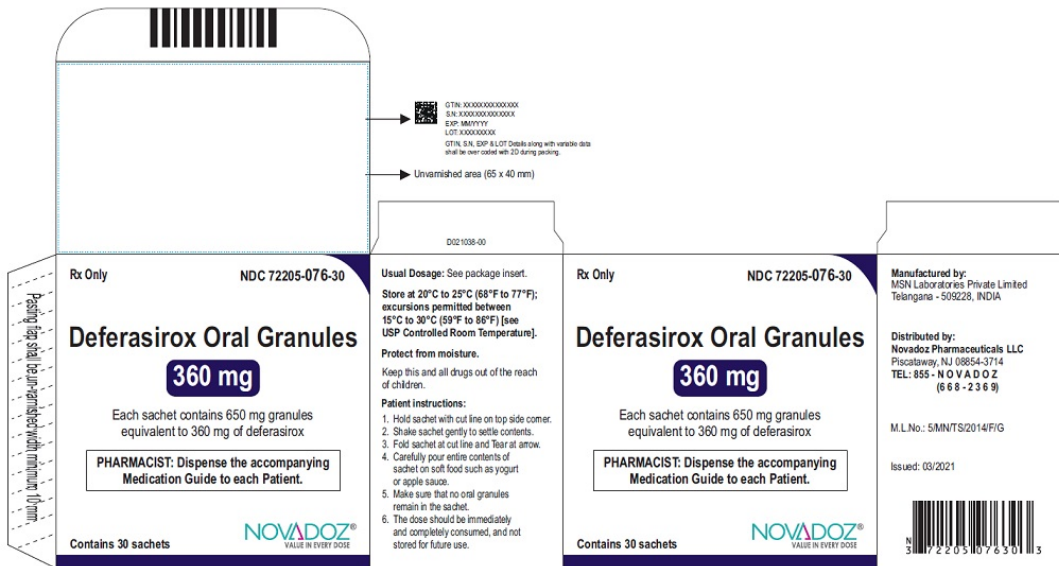 GTIN: XXXXXXXXXXXXXX
S.N: XXXXXXXXXXXXXX
EXP: MM/YYYY
LOT: XXXXXXXXX
GTIN, S.N, EXP & LOT Details along with variable data
shall be over coded with 2D during packing.
Unvarnished area (65 x 40 mm)
Pasting flap shall be un-varnished width minimum 10 mm
Rx Only
NDC 72205-076-30
Deferasirox Oral Granules
360 mg
Each sachet contains 650 mg granules
equivalent to 360 mg of deferasirox
PHARMACIST: Dispense the accompanying
Medication Guide to each Patient.
Contains 30 sachets
NOVADOZ®
VALUE IN EVERY DOSE
D021038-00
Usual Dosage: See package insert.
Store at 20°C to 25°C (68°F to 77°F);
excursions permitted between
15°C to 30°C (59°F to 86°F) [see
USP Controlled Room Temperature].
Protect from moisture.
Keep this and all drugs out of the reach
of children.
Patient instructions:
1. Hold sachet with cut line on top side corner.
2. Shake sachet gently to settle contents.
3. Fold sachet at cut line and Tear at arrow.
4. Carefully pour entire contents of
sachet on soft food such as yogurt
or apple sauce.
5. Make sure that no oral granules
remain in the sachet.
6. The dose should be immediately
and completely consumed, and not
stored for future use.
Rx Only
NDC 72205-076-30
Deferasirox Oral Granules
360 mg
Each sachet contains 650 mg granules
equivalent to 360 mg of deferasirox
PHARMACIST: Dispense the accompanying
Medication Guide to each Patient.
Contains 30 sachets
NOVADOZ®
VALUE IN EVERY DOSE
Manufactured by:
MSN Laboratories Private Limited
Telangana - 509228, INDIA
Distributed by:
Novadoz Pharmaceuticals LLC
Piscataway, NJ 08854-3714
TEL: 855 - N O V A D O Z
(6 6 8 - 2 3 6 9)
M.L.No.: 5/MN/TS/2014/F/G
Issued: 03/2021
N
3 72205 07630 3